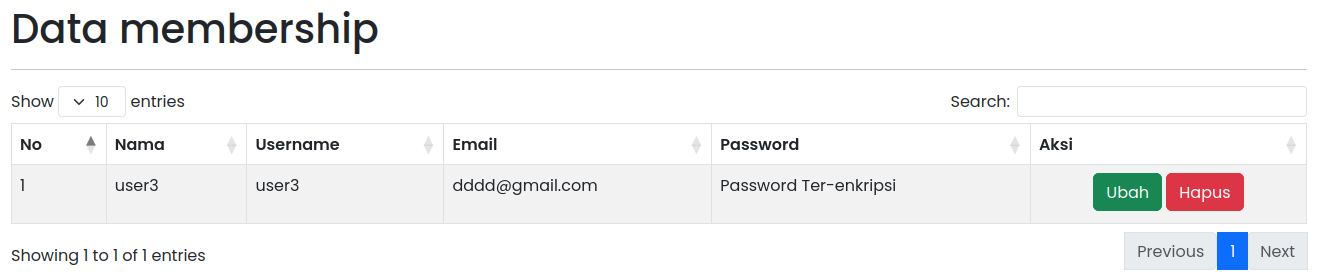 Data membership
Show 10 entries Search:
No Nama Username Email Password Aksi
1 user3 user3 dddd@gmail.com Password Ter-enkripsi Ubah Hapus
Showing 1 to 1 of 1 entries Previous 1 Next